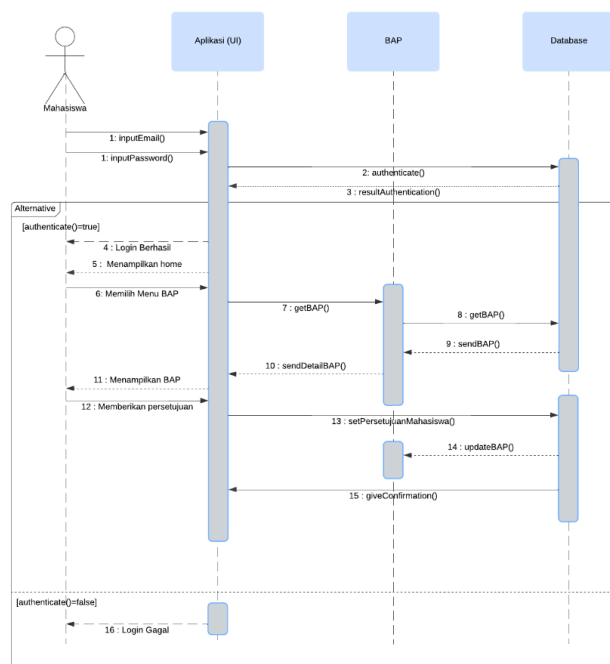 Aplikasi (UI)
BAP
Database
Mahasiswa
1: inputEmail()
1: inputPassword()
2: authenticate()
3 : resultAuthentication()
Alternative
[authenticate()=true]
4 : Login Berhasil
5 : Menampilkan home
6: Memilih Menu BAP
7 : getBAP()
8 : getBAP()
9 : sendBAP()
10 : sendDetailBAP()
11 : Menampilkan BAP
12 : Memberikan persetujuan
13 : setPersetujuanMahasiswa()
14 : updateBAP()
15 : giveConfirmation()
[authenticate()=false]
16 : Login Gagal